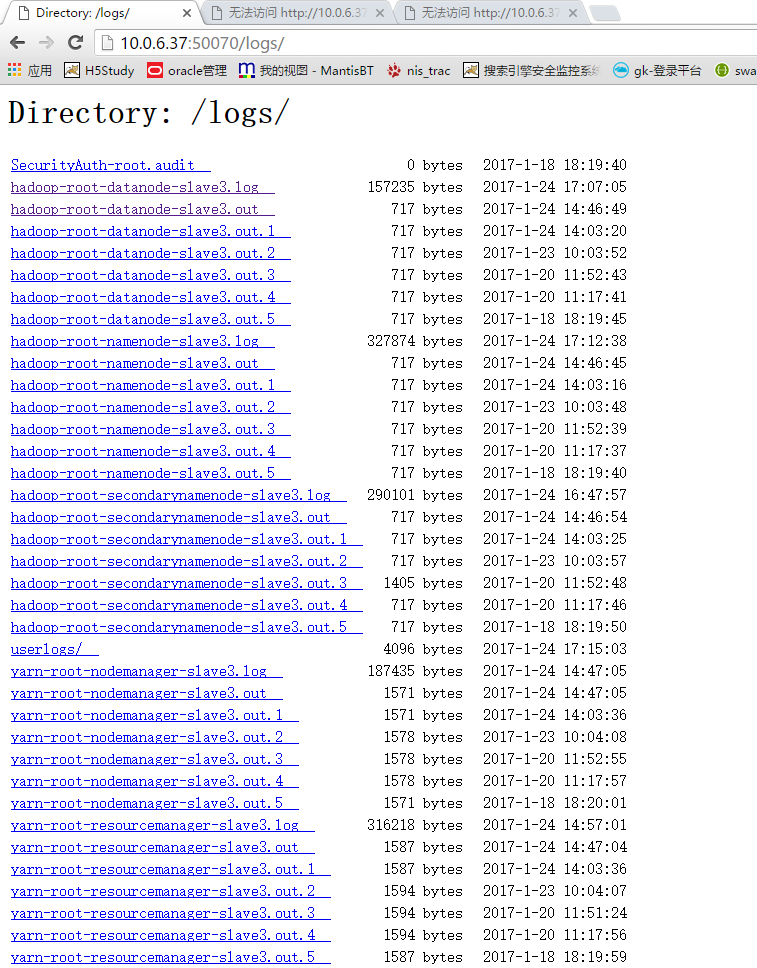 Directory: /logs/
无法访问 http://10.0.6.37
无法访问 http://10.0.6.37
10.0.6.37:50070/logs/
应用 H5Study oracle管理 我的视图 - MantisBT nis_trac 搜索引擎安全监控系统 gk-登录平台 swa
Directory: /logs/
SecurityAuth-root.audit 0 bytes 2017-1-18 18:19:40
hadoop-root-datanode-slave3.log 157235 bytes 2017-1-24 17:07:05
hadoop-root-datanode-slave3.out 717 bytes 2017-1-24 14:46:49
hadoop-root-datanode-slave3.out.1 717 bytes 2017-1-24 14:03:20
hadoop-root-datanode-slave3.out.2 717 bytes 2017-1-23 10:03:52
hadoop-root-datanode-slave3.out.3 717 bytes 2017-1-20 11:52:43
hadoop-root-datanode-slave3.out.4 717 bytes 2017-1-20 11:17:41
hadoop-root-datanode-slave3.out.5 717 bytes 2017-1-18 18:19:45
hadoop-root-namenode-slave3.log 327874 bytes 2017-1-24 17:12:38
hadoop-root-namenode-slave3.out 717 bytes 2017-1-24 14:46:45
hadoop-root-namenode-slave3.out.1 717 bytes 2017-1-24 14:03:16
hadoop-root-namenode-slave3.out.2 717 bytes 2017-1-23 10:03:48
hadoop-root-namenode-slave3.out.3 717 bytes 2017-1-20 11:52:39
hadoop-root-namenode-slave3.out.4 717 bytes 2017-1-20 11:17:37
hadoop-root-namenode-slave3.out.5 717 bytes 2017-1-18 18:19:40
hadoop-root-secondarynamenode-slave3.log 290101 bytes 2017-1-24 16:47:57
hadoop-root-secondarynamenode-slave3.out 717 bytes 2017-1-24 14:46:54
hadoop-root-secondarynamenode-slave3.out.1 717 bytes 2017-1-24 14:03:25
hadoop-root-secondarynamenode-slave3.out.2 717 bytes 2017-1-23 10:03:57
hadoop-root-secondarynamenode-slave3.out.3 1405 bytes 2017-1-20 11:52:48
hadoop-root-secondarynamenode-slave3.out.4 717 bytes 2017-1-20 11:17:46
hadoop-root-secondarynamenode-slave3.out.5 717 bytes 2017-1-18 18:19:50
userlogs/ 4096 bytes 2017-1-24 17:15:03
yarn-root-nodemanager-slave3.log 187435 bytes 2017-1-24 14:47:05
yarn-root-nodemanager-slave3.out 1571 bytes 2017-1-24 14:47:05
yarn-root-nodemanager-slave3.out.1 1571 bytes 2017-1-24 14:03:36
yarn-root-nodemanager-slave3.out.2 1578 bytes 2017-1-23 10:04:08
yarn-root-nodemanager-slave3.out.3 1578 bytes 2017-1-20 11:52:55
yarn-root-nodemanager-slave3.out.4 1578 bytes 2017-1-20 11:17:57
yarn-root-nodemanager-slave3.out.5 1571 bytes 2017-1-18 18:20:01
yarn-root-resourcemanager-slave3.log 316218 bytes 2017-1-24 14:57:01
yarn-root-resourcemanager-slave3.out 1587 bytes 2017-1-24 14:47:04
yarn-root-resourcemanager-slave3.out.1 1587 bytes 2017-1-24 14:03:36
yarn-root-resourcemanager-slave3.out.2 1594 bytes 2017-1-23 10:04:07
yarn-root-resourcemanager-slave3.out.3 1594 bytes 2017-1-20 11:51:24
yarn-root-resourcemanager-slave3.out.4 1594 bytes 2017-1-20 11:17:56
yarn-root-resourcemanager-slave3.out.5 1587 bytes 2017-1-18 18:19:59